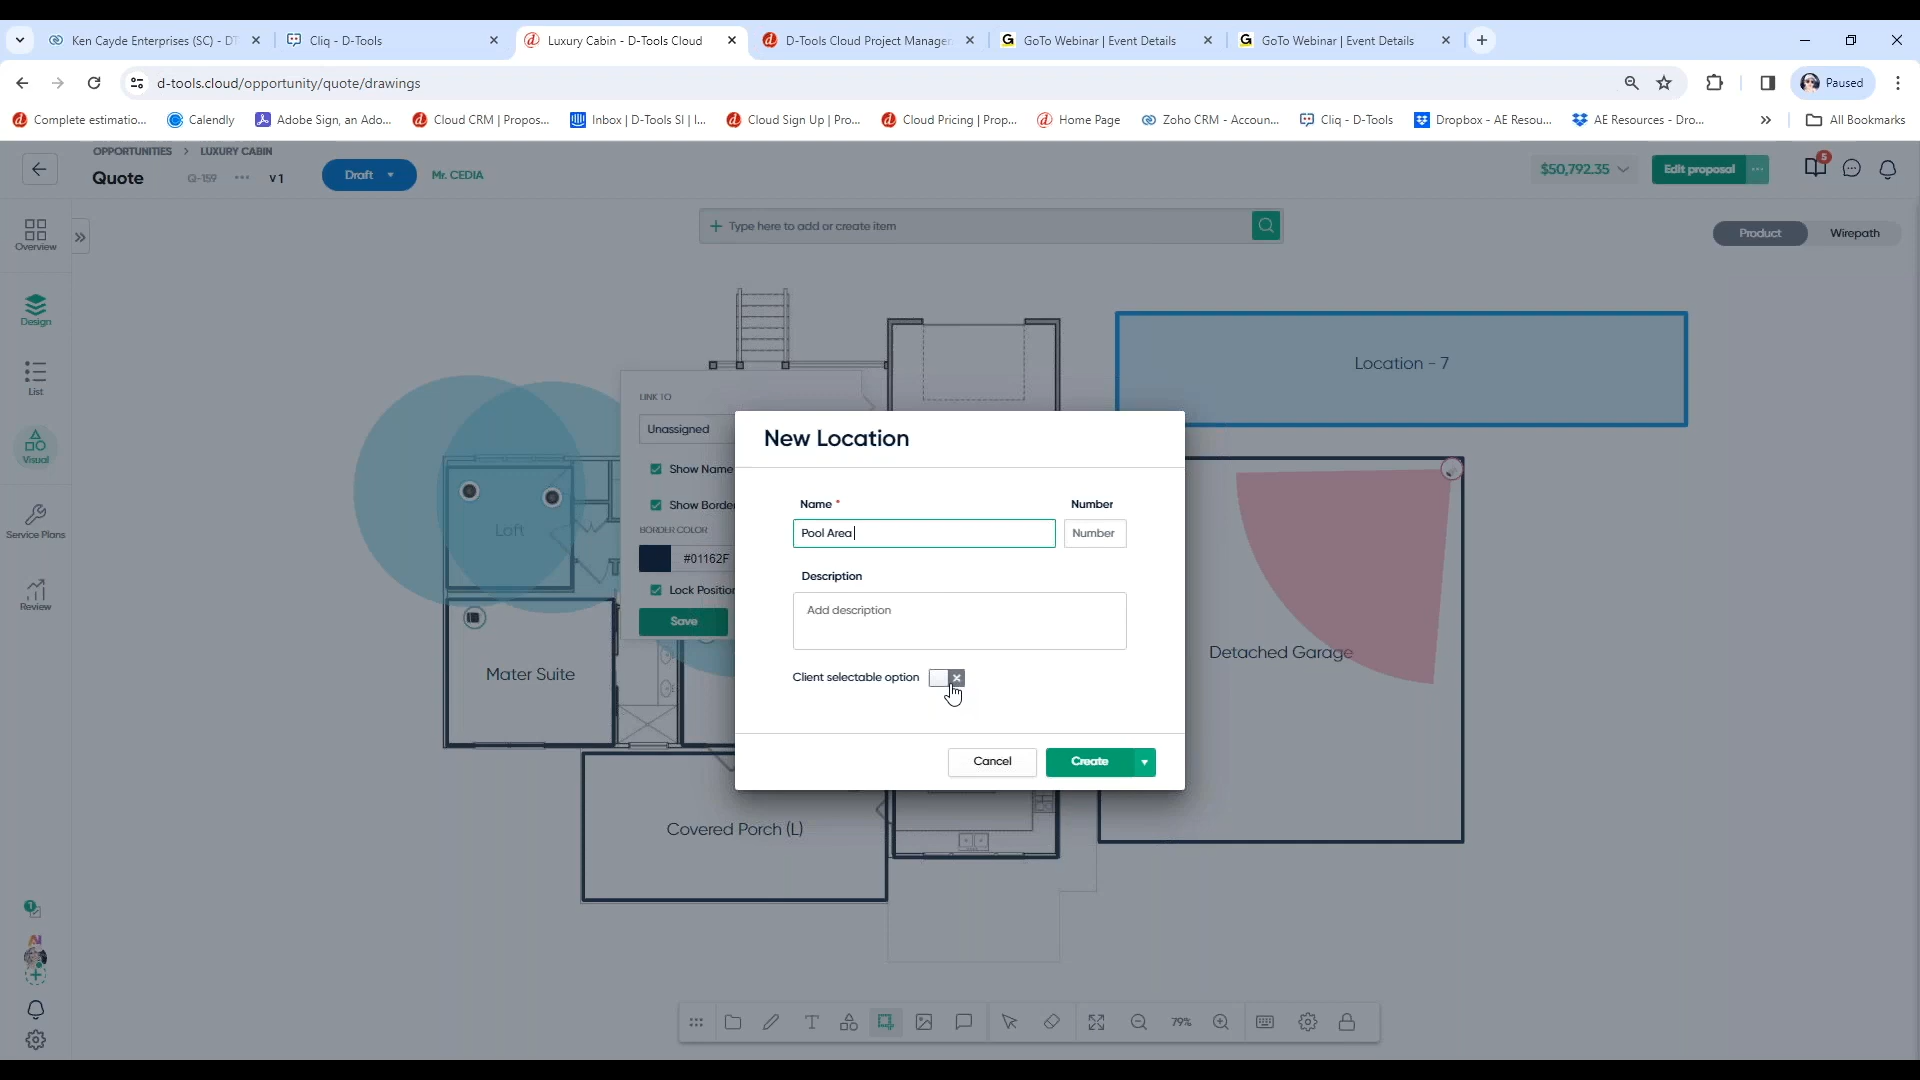 Ken Cayde Enterprises (SC) - DT
Cliq - D-Tools
Luxury Cabin - D-Tools Cloud
D-Tools Cloud Project Manager
GoTo Webinar | Event Details
GoTo Webinar | Event Details
d-tools.cloud/opportunity/quote/drawings
Paused
Complete estimatio...
Calendly
Adobe Sign, an Ado...
Cloud CRM | Propos...
Inbox | D-Tools SI | I...
Cloud Sign Up | Pro...
Cloud Pricing | Prop...
Home Page
Zoho CRM - Accoun...
Cliq - D-Tools
Dropbox - AE Resou...
AE Resources - Dro...
All Bookmarks
OPPORTUNITIES > LUXURY CABIN
Quote
Q-159 ••• v1
Draft
Mr. CEDIA
$50,792.35
Edit proposal
5
Type here to add or create item
Product
Wirepath
Overview
Design
List
Visual
Service Plans
Review
1
AI
Location - 7
Loft
Mater Suite
Covered Porch (L)
Detached Garage
LINK TO
Unassigned
Show Name
Show Borde
BORDER COLOR
#01162F
Lock Position
Save
New Location
Name *
Number
Pool Area
Number
Description
Add description
Client selectable option
Cancel
Create
79%